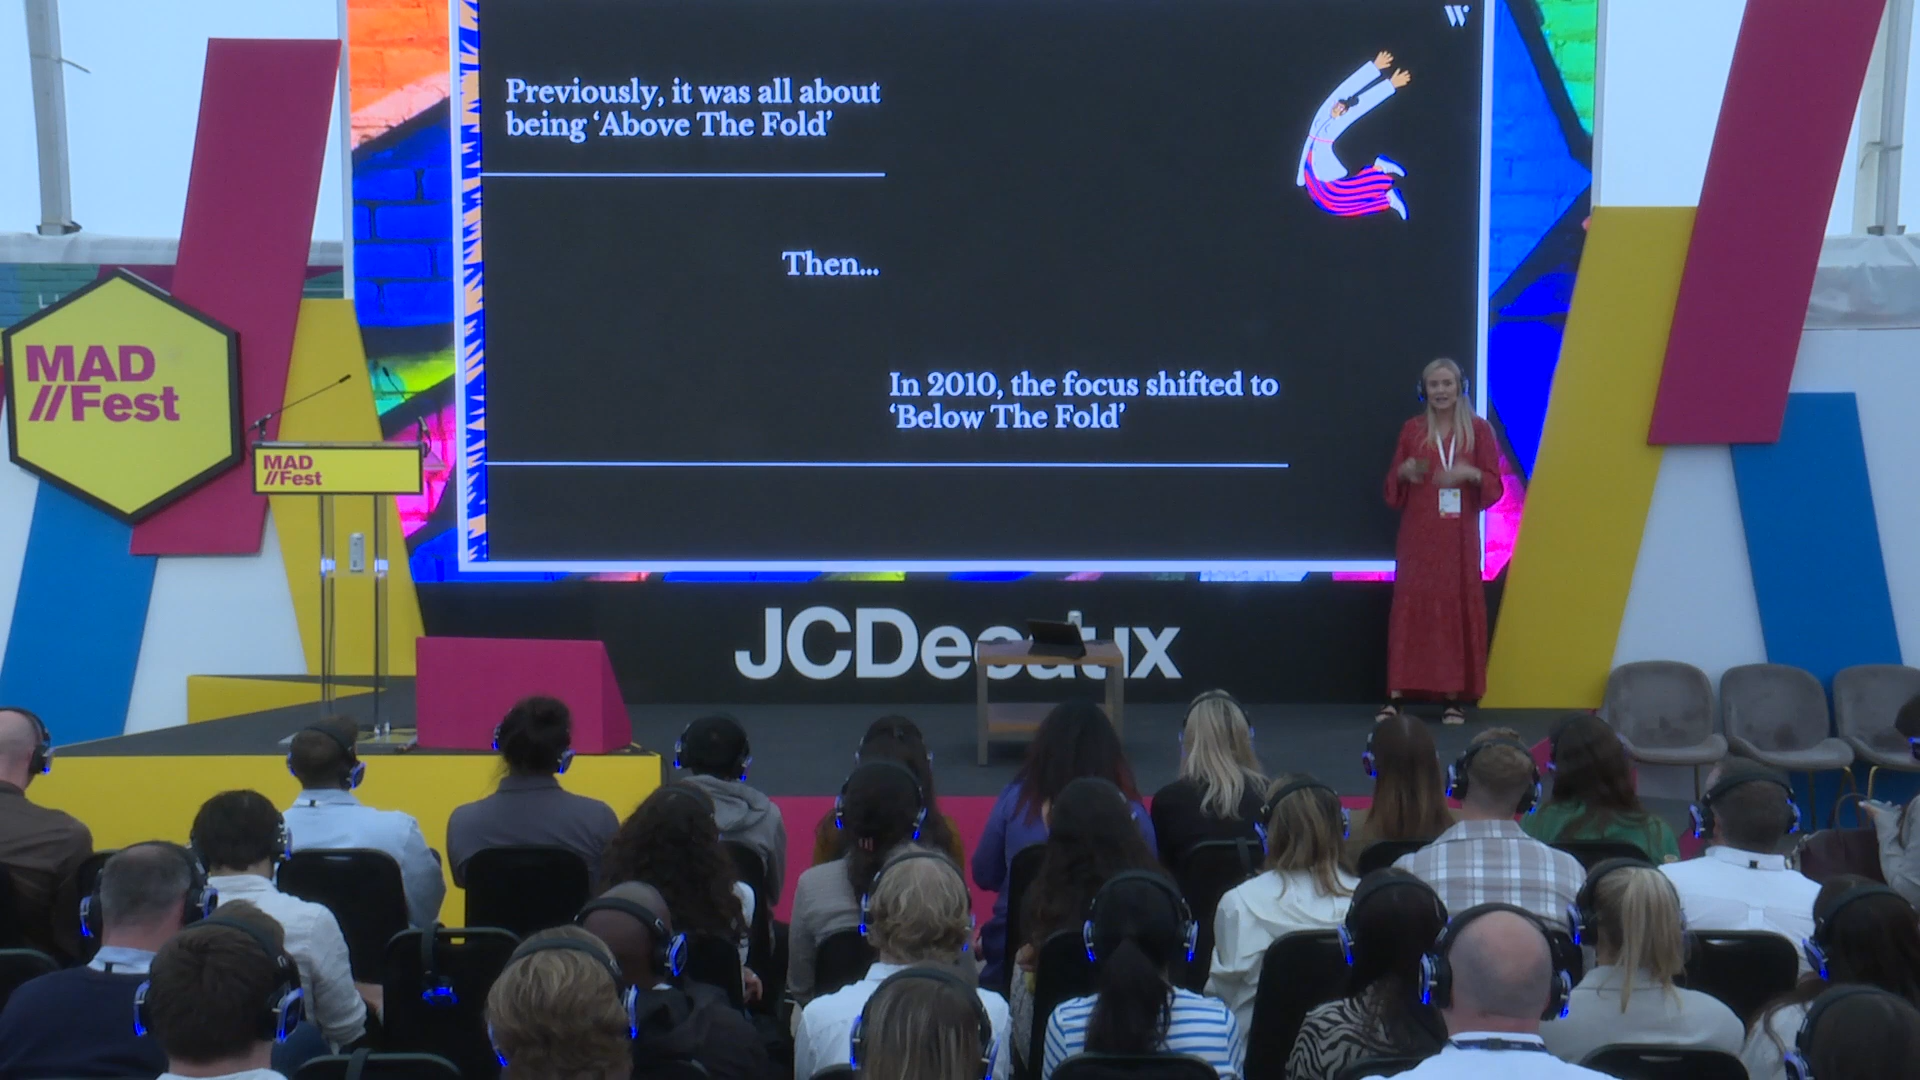 W
Previously, it was all about
being ‘Above The Fold’
Then...
In 2010, the focus shifted to
‘Below The Fold’
MAD
//Fest
MAD
//Fest
JCDecaux